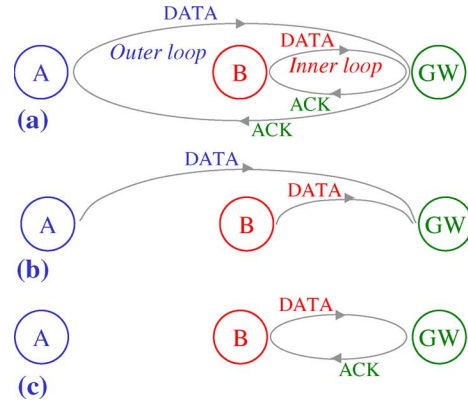 DATA
A
Outer loop
DATA
B
Inner loop
GW
ACK
ACK
(a)
DATA
DATA
A
B
GW
(b)
DATA
A
B
GW
ACK
(c)